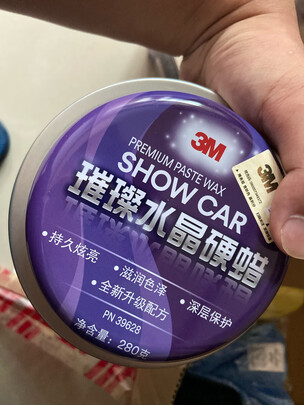 3M
PREMIUM PASTE WAX
SHOW CAR
璀璨水晶硬蜡
·持久炫亮
·滋润色泽
·全新升级配方
·深层保护
PN 39628
净含量：280克